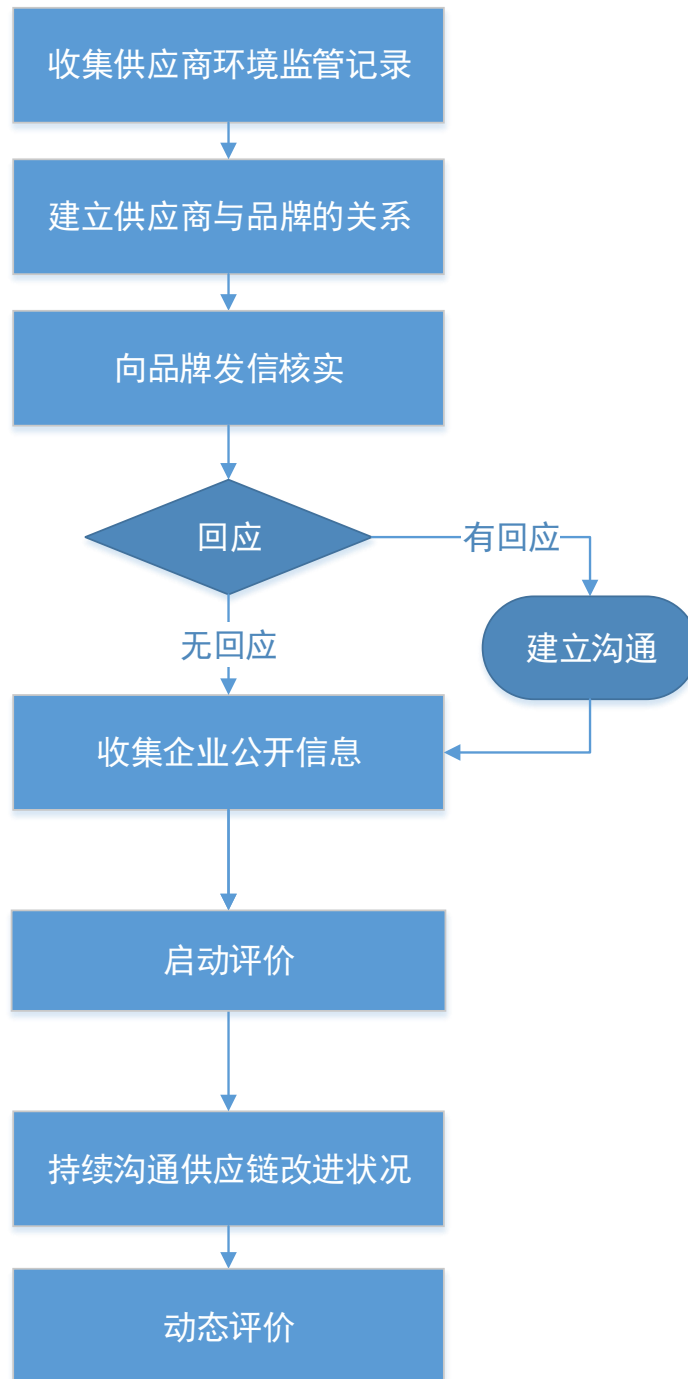 收集供应商环境监管记录
建立供应商与品牌的关系
向品牌发信核实
回应
有回应
无回应
建立沟通
收集企业公开信息
启动评价
持续沟通供应链改进状况
动态评价